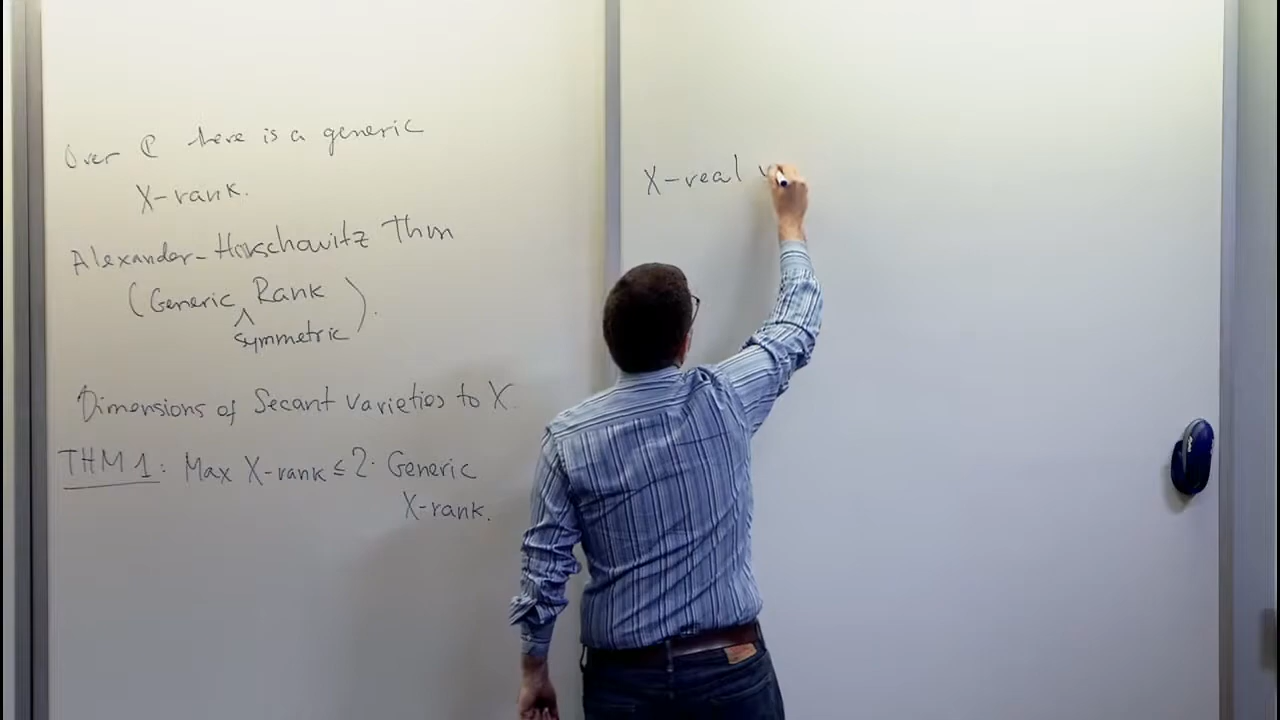 Over ℂ there is a generic
X-rank.
Alexander-Hirschowitz Thm
(Generic Rank).
^
symmetric
Dimensions of Secant varieties to X.
THM 1: Max X-rank ≤ 2· Generic
X-rank.
X-real